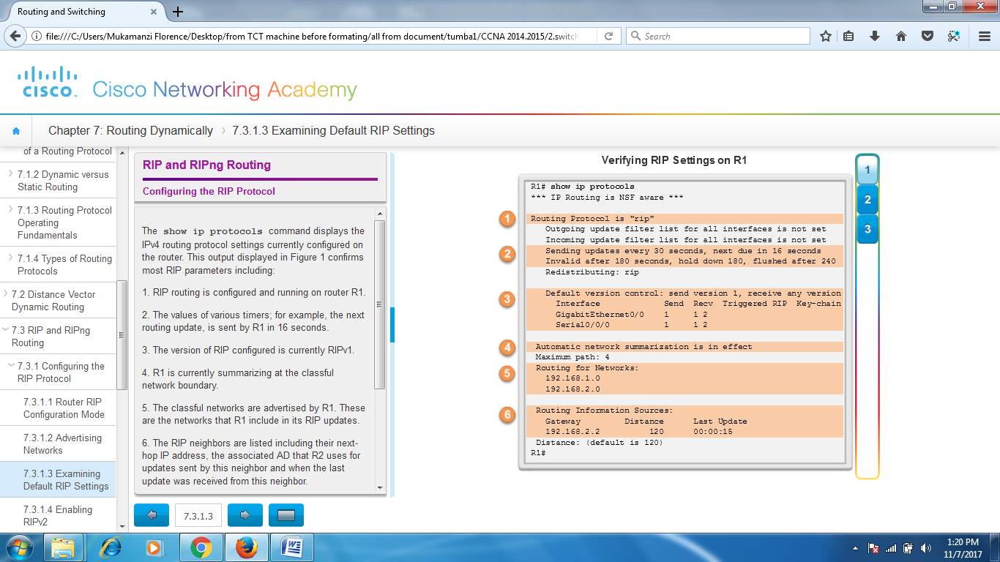 Routing and Switching
file:///C:/Users/Mukamanzi Florence/Desktop/from TCT machine before formating/all from document/tumba1/CCNA 2014.2015/2.switch
Search
CISCO.
Cisco Networking Academy
Chapter 7: Routing Dynamically
7.3.1.3 Examining Default RIP Settings
of a Routing Protocol
7.1.2 Dynamic versus
Static Routing
7.1.3 Routing Protocol
Operating
Fundamentals
7.1.4 Types of Routing
Protocols
7.2 Distance Vector
Dynamic Routing
7.3 RIP and RIPng
Routing
7.3.1 Configuring the
RIP Protocol
7.3.1.1 Router RIP
Configuration Mode
7.3.1.2 Advertising
Networks
7.3.1.3 Examining
Default RIP Settings
7.3.1.4 Enabling
RIPv2
RIP and RIPng Routing
Configuring the RIP Protocol
The show ip protocols command displays the
IPv4 routing protocol settings currently configured on
the router. This output displayed in Figure 1 confirms
most RIP parameters including:
1. RIP routing is configured and running on router R1.
2. The values of various timers; for example, the next
routing update, is sent by R1 in 16 seconds.
3. The version of RIP configured is currently RIPv1.
4. R1 is currently summarizing at the classful
network boundary.
5. The classful networks are advertised by R1. These
are the networks that R1 include in its RIP updates.
6. The RIP neighbors are listed including their next-
hop IP address, the associated AD that R2 uses for
updates sent by this neighbor and when the last
update was received from this neighbor.
7.3.1.3
Verifying RIP Settings on R1
R1# show ip protocols
*** IP Routing is NSF aware ***
1 Routing Protocol is "rip"
Outgoing update filter list for all interfaces is not set
Incoming update filter list for all interfaces is not set
2 Sending updates every 30 seconds, next due in 16 seconds
Invalid after 180 seconds, hold down 180, flushed after 240
Redistributing: rip
3 Default version control: send version 1, receive any version
Interface Send Recv Triggered RIP Key-chain
GigabitEthernet0/0 1 1 2
Serial0/0/0 1 1 2
4 Automatic network summarization is in effect
Maximum path: 4
5 Routing for Networks:
192.168.1.0
192.168.2.0
6 Routing Information Sources:
Gateway Distance Last Update
192.168.2.2 120 00:00:15
Distance: (default is 120)
R1#
1
2
3
1:20 PM
11/7/2017